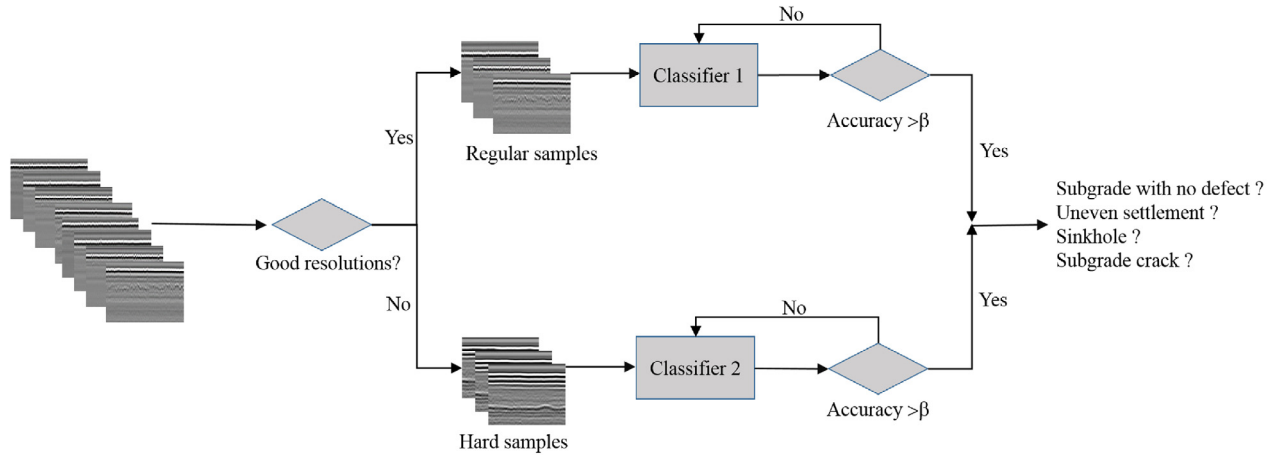 No
Classifier 1
Accuracy >β
Yes
Regular samples
Yes
Good resolutions?
Subgrade with no defect ?
Uneven settlement ?
Sinkhole ?
Subgrade crack ?
No
Yes
No
Classifier 2
Accuracy >β
Hard samples